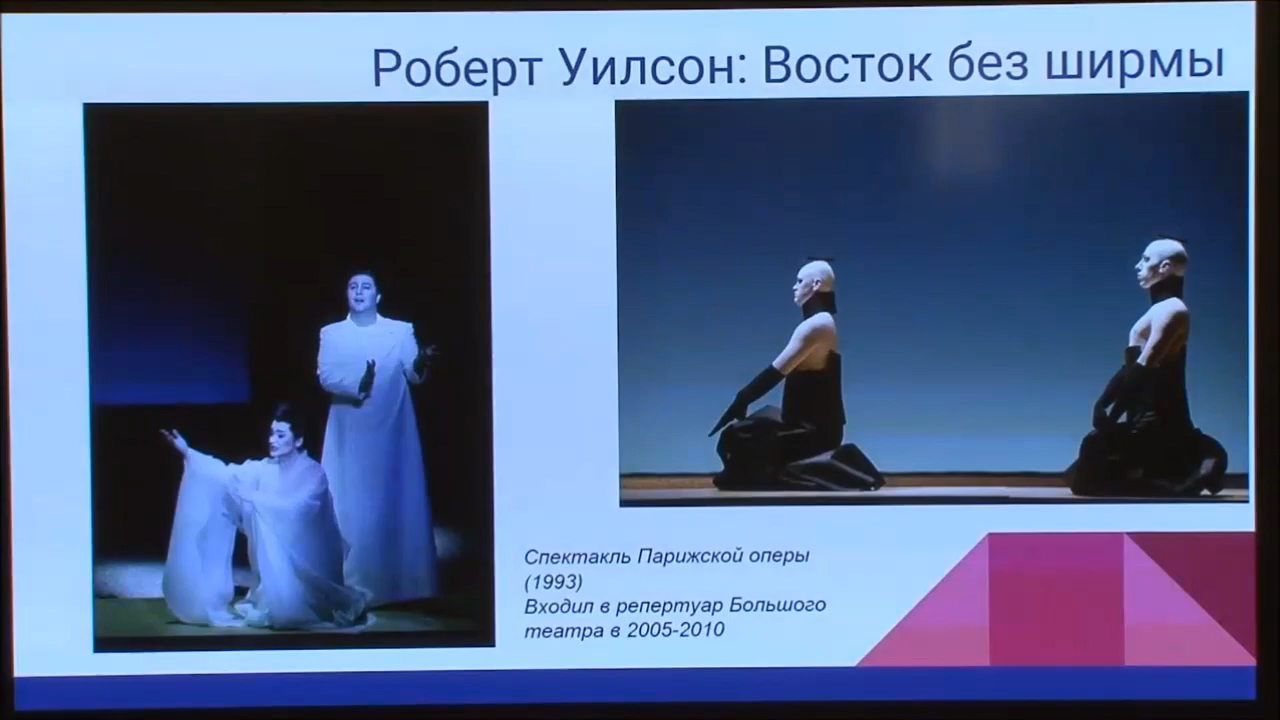 Роберт Уилсон: Восток без ширмы
Спектакль Парижской оперы
(1993)
Входил в репертуар Большого
театра в 2005-2010